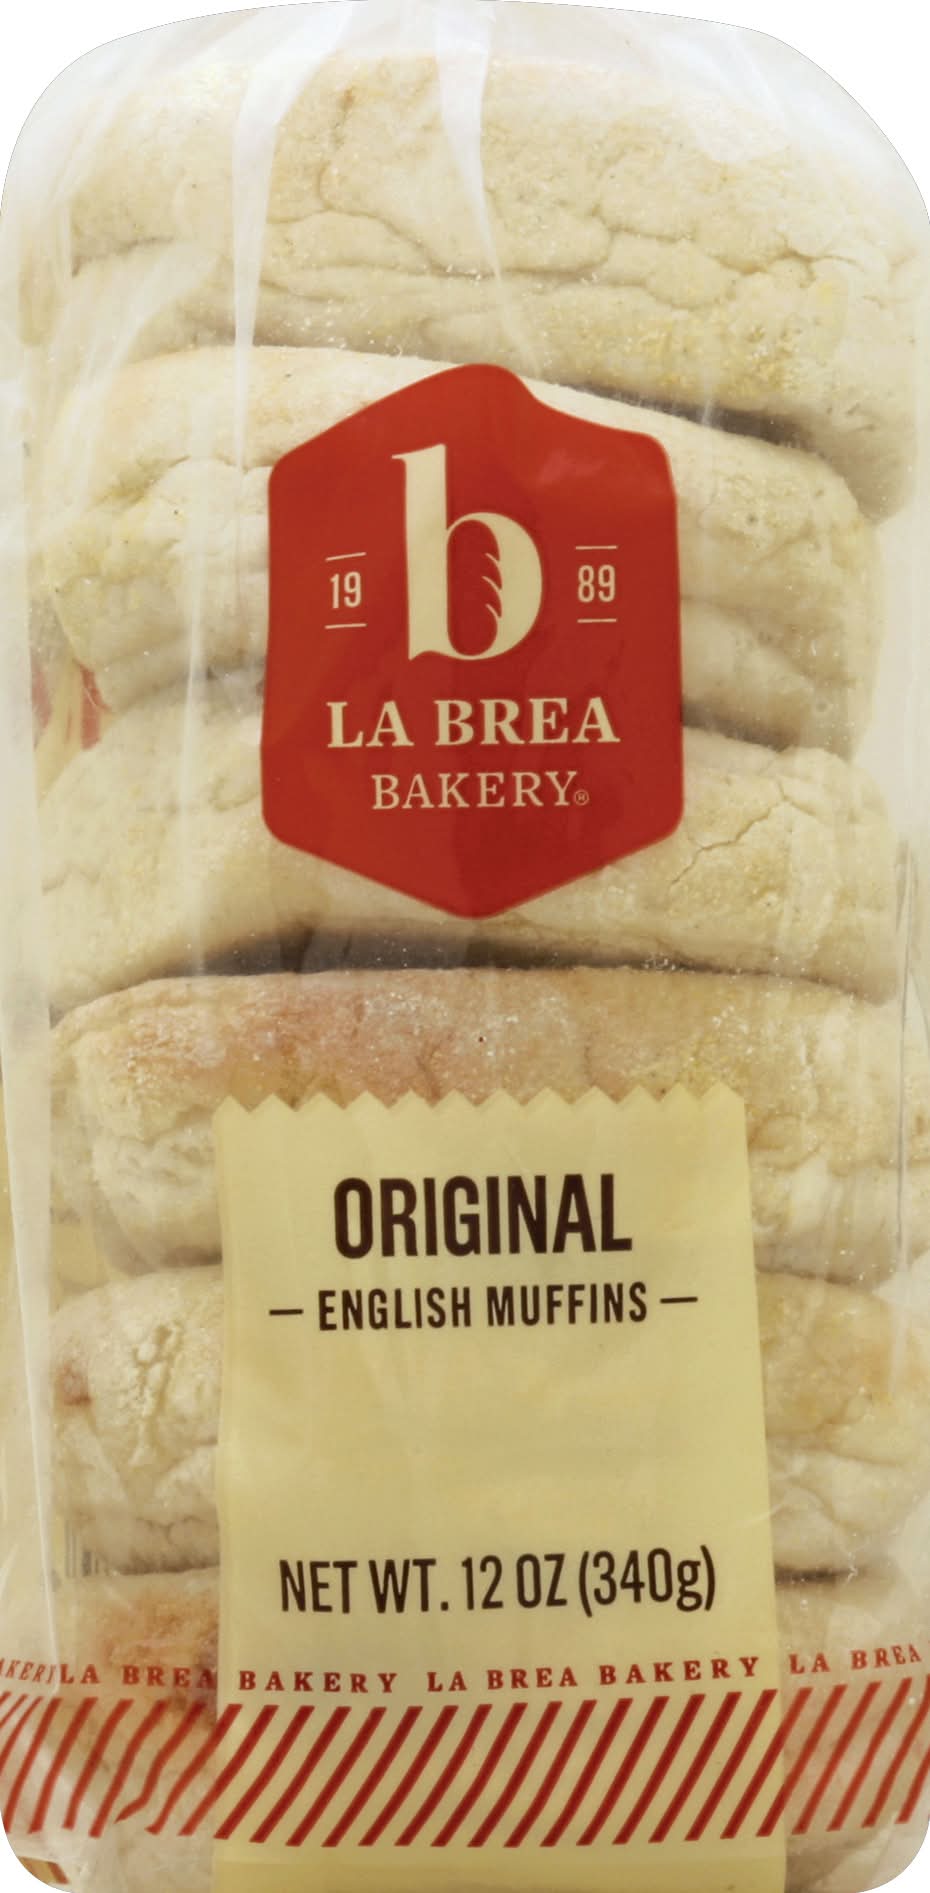 b
19
89
LA BREA
BAKERY®
ORIGINAL
— ENGLISH MUFFINS —
NET WT. 12 OZ (340g)
LA BREA BAKERY LA BREA BAKERY LA BREA